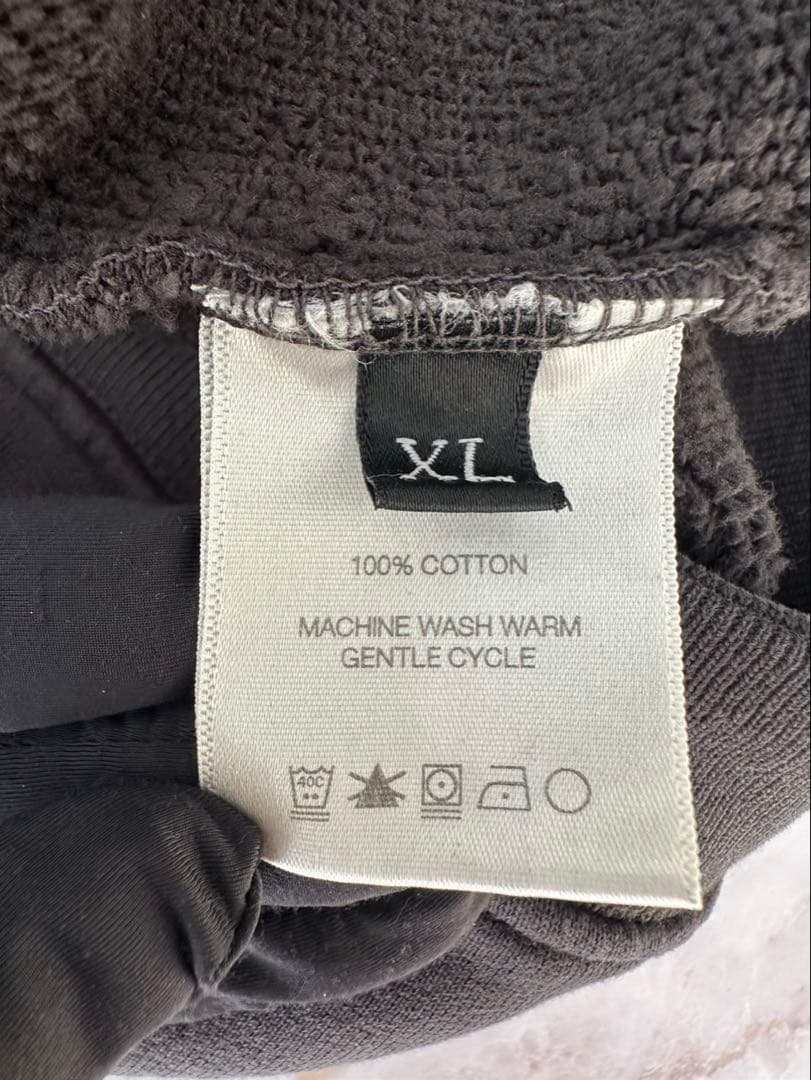 XL
100% COTTON
MACHINE WASH WARM
GENTLE CYCLE
40C